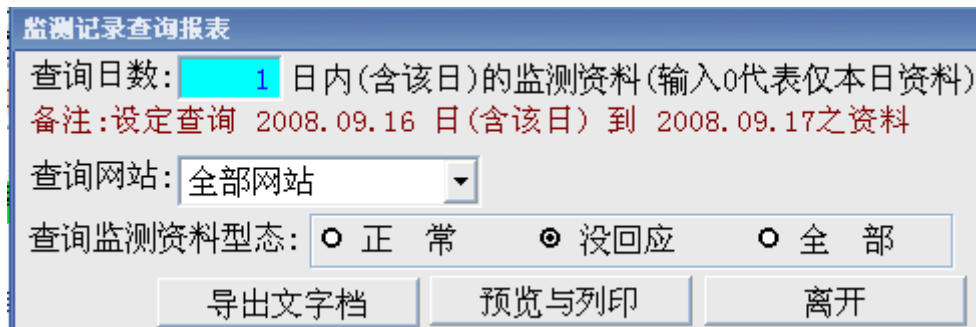 监测记录查询报表
查询日数: 1 日内(含该日)的监测资料(输入0代表仅本日资料)
备注:设定查询 2008.09.16 日(含该日) 到 2008.09.17之资料
查询网站: 全部网站
查询监测资料型态: 正 常 没回应 全 部
导出文字档 预览与列印 离开